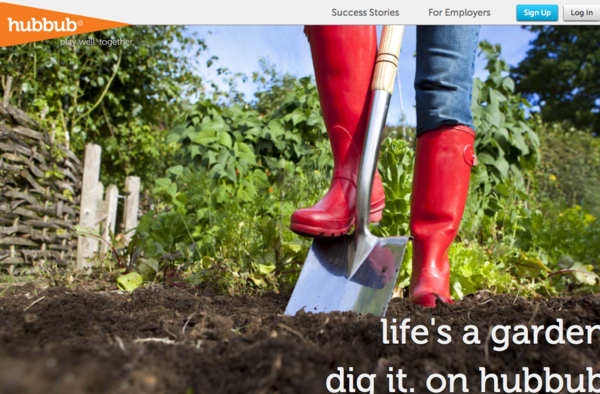 hubbub®
play well together.
Success Stories For Employers Sign Up Log In
life's a garden
dig it. on hubbub